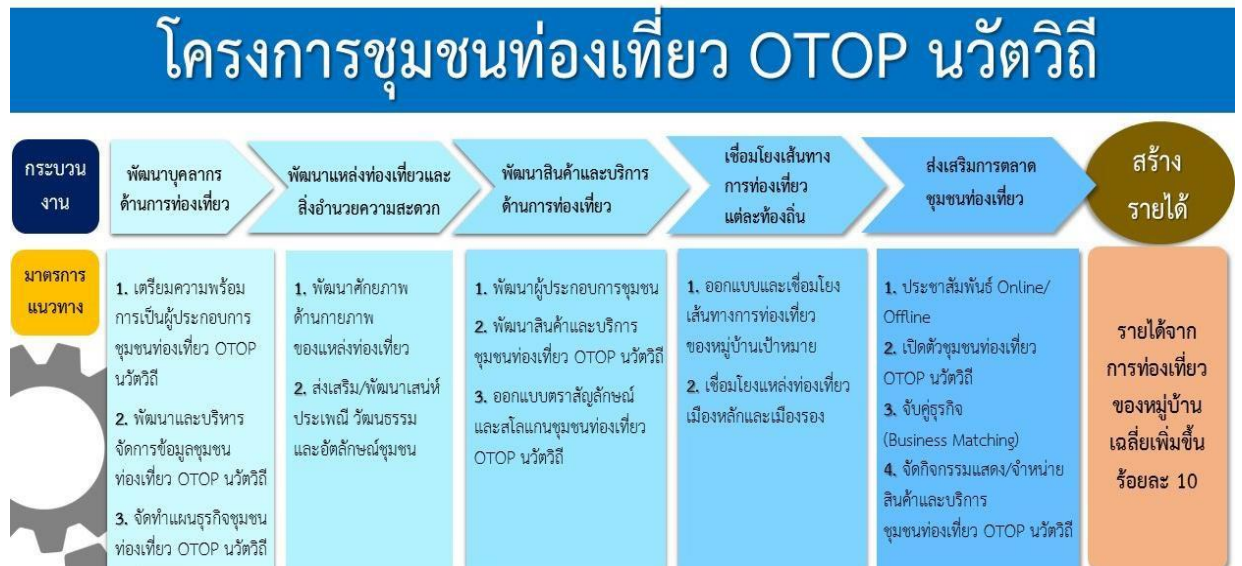 โครงการชุมชนท่องเที่ยว OTOP นวัตวิถี
กระบวน
งาน
พัฒนาบุคลากร
ด้านการท่องเที่ยว
พัฒนาแหล่งท่องเที่ยวและ
สิ่งอำนวยความสะดวก
พัฒนาสินค้าและบริการ
ด้านการท่องเที่ยว
เชื่อมโยงเส้นทาง
การท่องเที่ยว
แต่ละท้องถิ่น
ส่งเสริมการตลาด
ชุมชนท่องเที่ยว
สร้าง
รายได้
มาตรการ
แนวทาง
1. เตรียมความพร้อม
การเป็นผู้ประกอบการ
ชุมชนท่องเที่ยว OTOP
นวัตวิถี
2. พัฒนาและบริหาร
จัดการข้อมูลชุมชน
ท่องเที่ยว OTOP นวัตวิถี
3. จัดทำแผนธุรกิจชุมชน
ท่องเที่ยว OTOP นวัตวิถี
1. พัฒนาศักยภาพ
ด้านกายภาพ
ของแหล่งท่องเที่ยว
2. ส่งเสริม/พัฒนาเสน่ห์
ประเพณี วัฒนธรรม
และอัตลักษณ์ชุมชน
1. พัฒนาผู้ประกอบการชุมชน
2. พัฒนาสินค้าและบริการ
ชุมชนท่องเที่ยว OTOP นวัตวิถี
3. ออกแบบตราสัญลักษณ์
และสโลแกนชุมชนท่องเที่ยว
OTOP นวัตวิถี
1. ออกแบบและเชื่อมโยง
เส้นทางการท่องเที่ยว
ของหมู่บ้านเป้าหมาย
2. เชื่อมโยงแหล่งท่องเที่ยว
เมืองหลักและเมืองรอง
1. ประชาสัมพันธ์ Online/
Offline
2. เปิดตัวชุมชนท่องเที่ยว
OTOP นวัตวิถี
3. จับคู่ธุรกิจ
(Business Matching)
4. จัดกิจกรรมแสดง/จำหน่าย
สินค้าและบริการ
ชุมชนท่องเที่ยว OTOP นวัตวิถี
รายได้จาก
การท่องเที่ยว
ของหมู่บ้าน
เฉลี่ยเพิ่มขึ้น
ร้อยละ 10